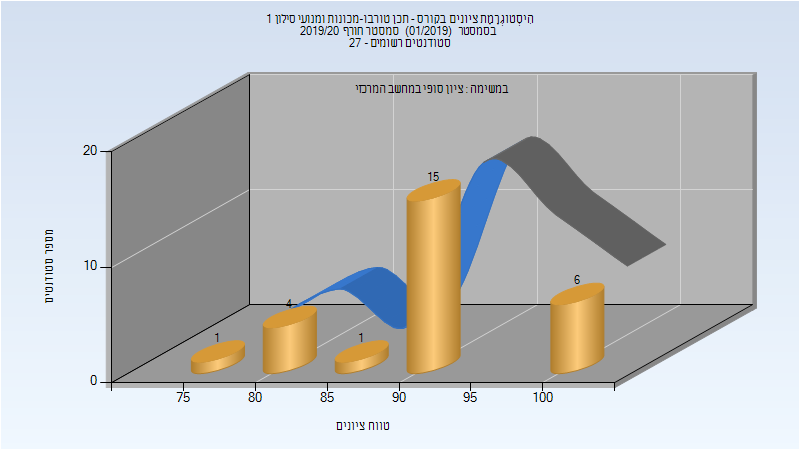 היסטוגרמת ציונים בקורס - תכן טורבו-מכונות ומנועי סילון 1
בסמסטר (01/2019) סמסטר חורף 2019/20
סטודנטים רשומים - 27
במשימה : ציון סופי במחשב המרכזי
מספר סטודנטים
20
10
0
1
4
1
15
6
75 80 85 90 95 100
טווח ציונים